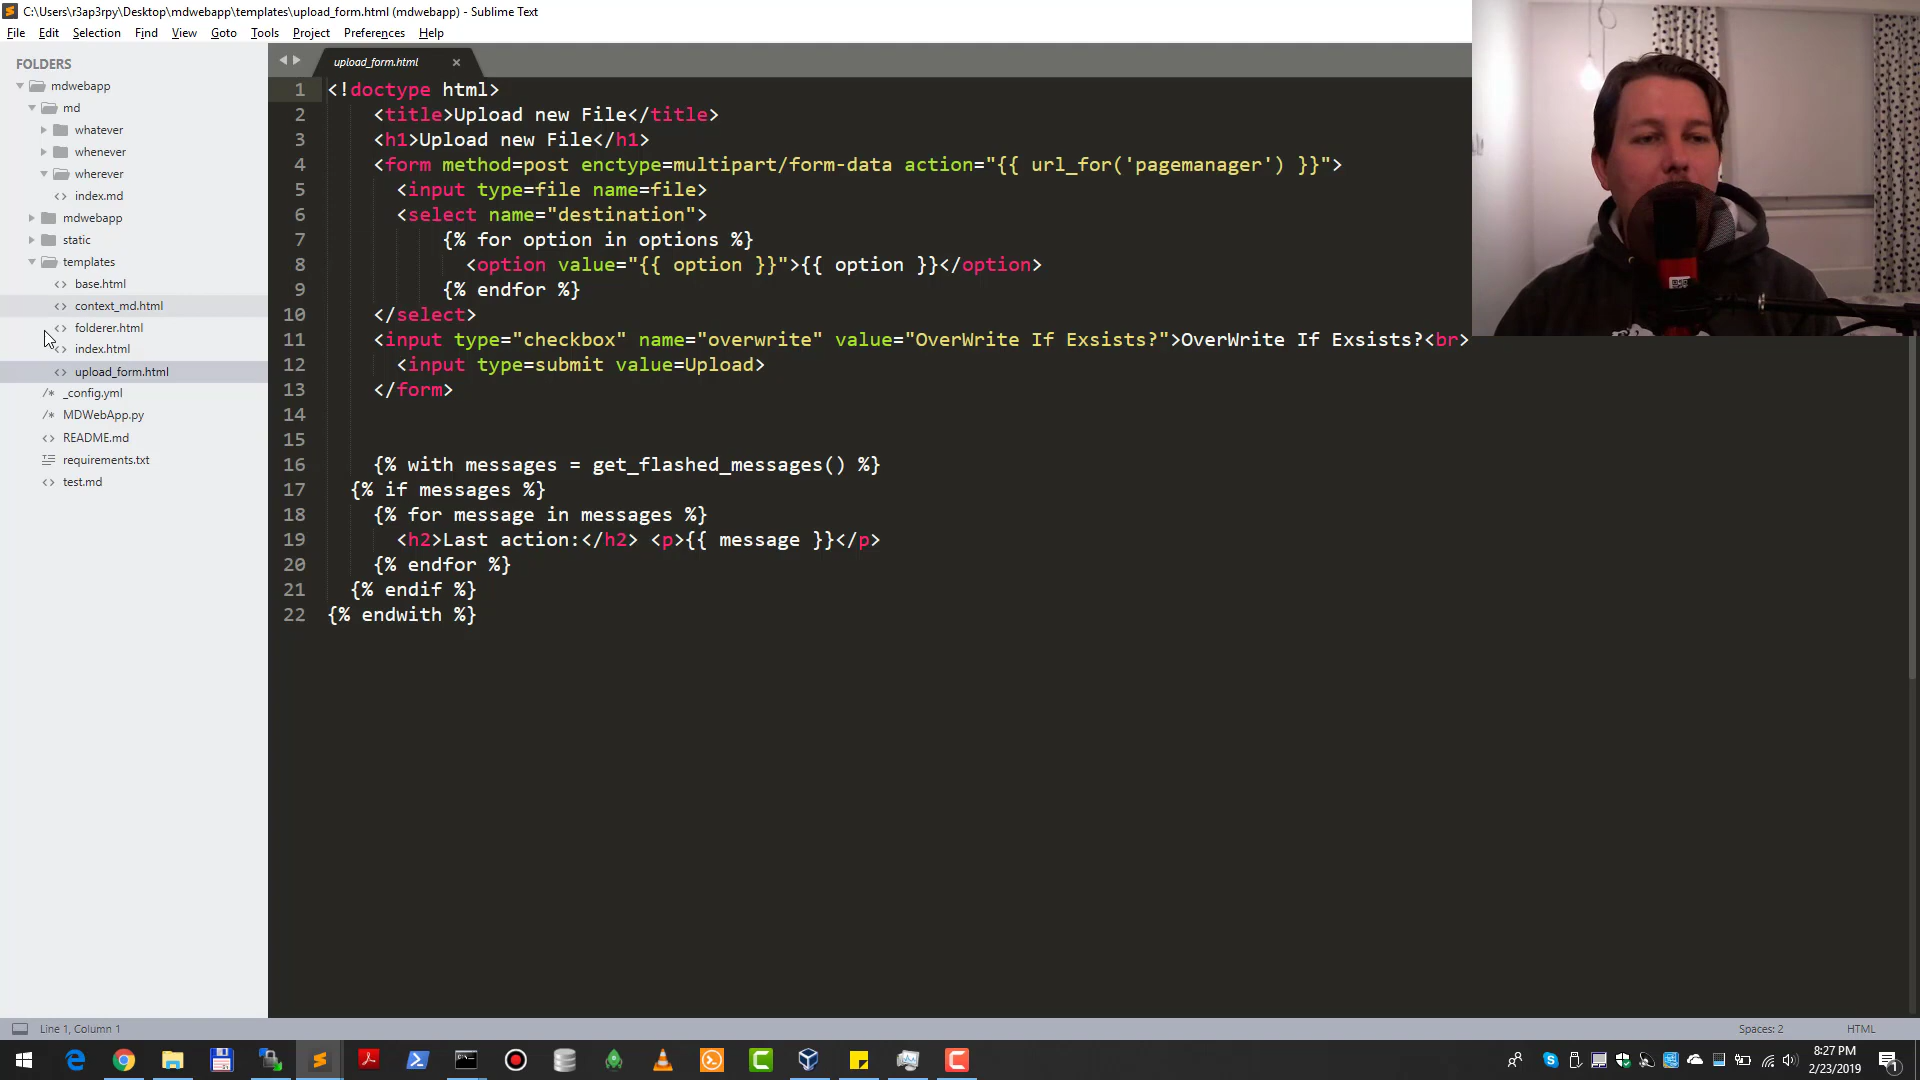 C:\Users\r3ap3rpy\Desktop\mdwebapp\templates\upload_form.html (mdwebapp) - Sublime Text
File Edit Selection Find View Goto Tools Project Preferences Help
FOLDERS
mdwebapp
md
whatever
whenever
wherever
index.md
mdwebapp
static
templates
base.html
context_md.html
folderer.html
index.html
upload_form.html
_config.yml
MDWebApp.py
README.md
requirements.txt
test.md
upload_form.html
1 <!doctype html>
2 <title>Upload new File</title>
3 <h1>Upload new File</h1>
4 <form method=post enctype=multipart/form-data action="{{ url_for('pagemanager') }}">
5 <input type=file name=file>
6 <select name="destination">
7 {% for option in options %}
8 <option value="{{ option }}">{{ option }}</option>
9 {% endfor %}
10 </select>
11 <input type="checkbox" name="overwrite" value="OverWrite If Exsists?">OverWrite If Exsists?<br>
12 <input type=submit value=Upload>
13 </form>
14
15
16 {% with messages = get_flashed_messages() %}
17 {% if messages %}
18 {% for message in messages %}
19 <h2>Last action:</h2> <p>{{ message }}</p>
20 {% endfor %}
21 {% endif %}
22 {% endwith %}
Line 1, Column 1
Spaces: 2
HTML
8:27 PM
2/23/2019